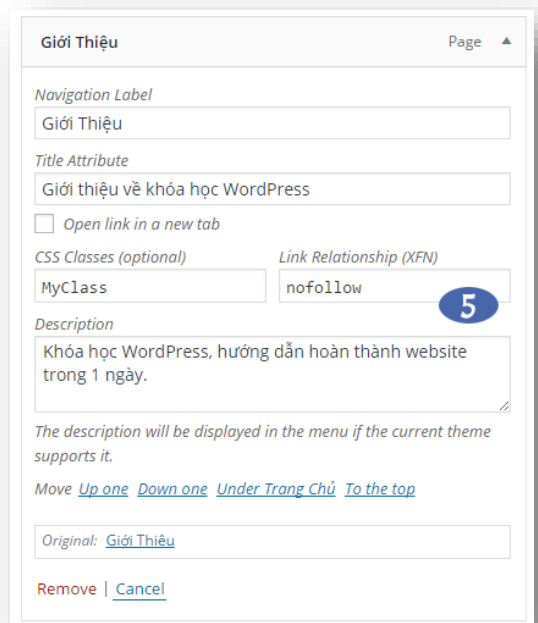 Giới Thiệu Page
Navigation Label
Giới Thiệu
Title Attribute
Giới thiệu về khóa học WordPress
Open link in a new tab
CSS Classes (optional) Link Relationship (XFN)
MyClass nofollow
5
Description
Khóa học WordPress, hướng dẫn hoàn thành website
trong 1 ngày.
The description will be displayed in the menu if the current theme
supports it.
Move Up one Down one Under Trang Chủ To the top
Original: Giới Thiệu
Remove | Cancel